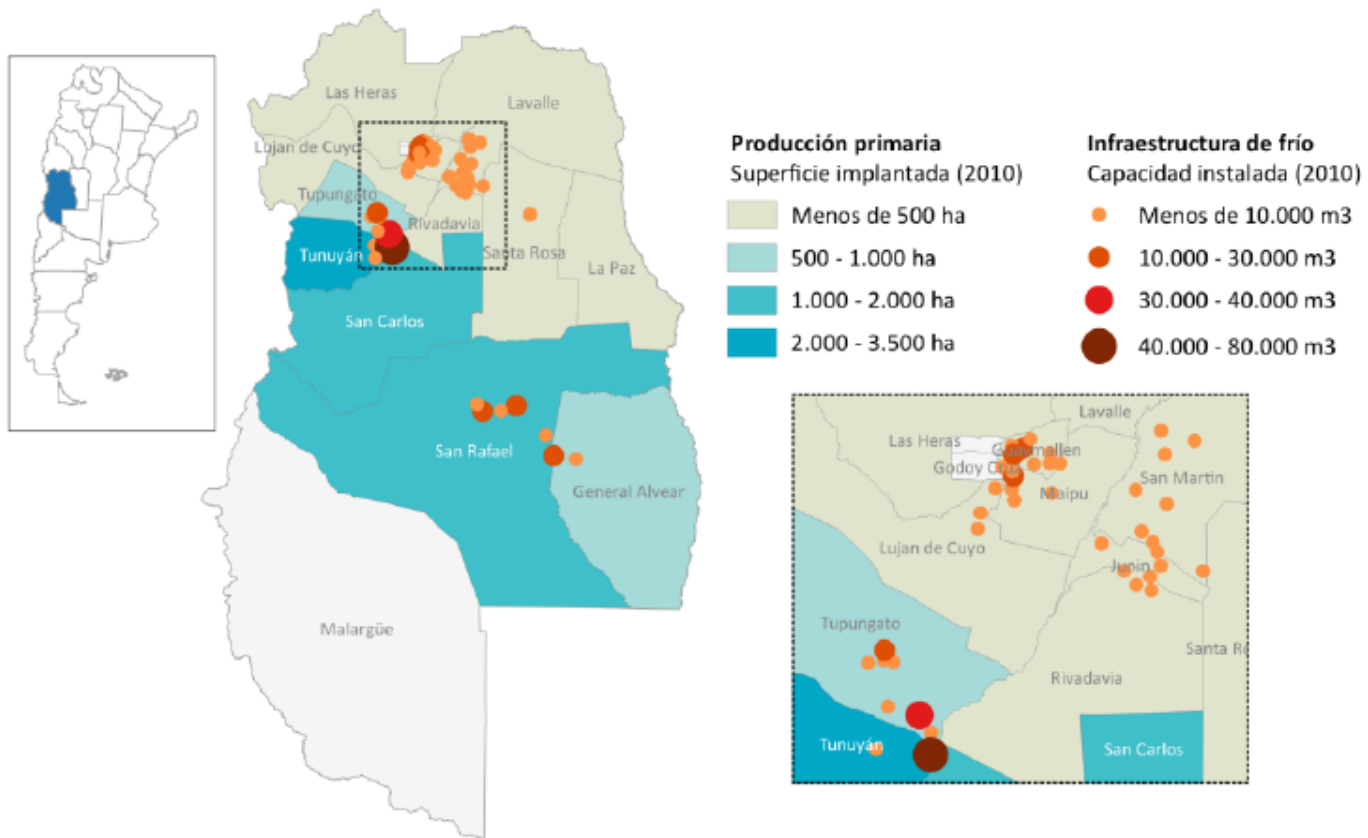 Las Heras
Lavalle
Lujan de Cuyo
Tupungato
Rivadavia
Tunuyán
Santa Rosa
La Paz
San Carlos
San Rafael
General Alvear
Malargüe
Producción primaria
Superficie implantada (2010)
Menos de 500 ha
500 - 1.000 ha
1.000 - 2.000 ha
2.000 - 3.500 ha
Infraestructura de frío
Capacidad instalada (2010)
Menos de 10.000 m3
10.000 - 30.000 m3
30.000 - 40.000 m3
40.000 - 80.000 m3
Lavalle
Las Heras
Guaymallen
Godoy Cruz
San Martin
Maipu
Lujan de Cuyo
Junin
Tupungato
Santa Ro
Rivadavia
Tunuyán
San Carlos